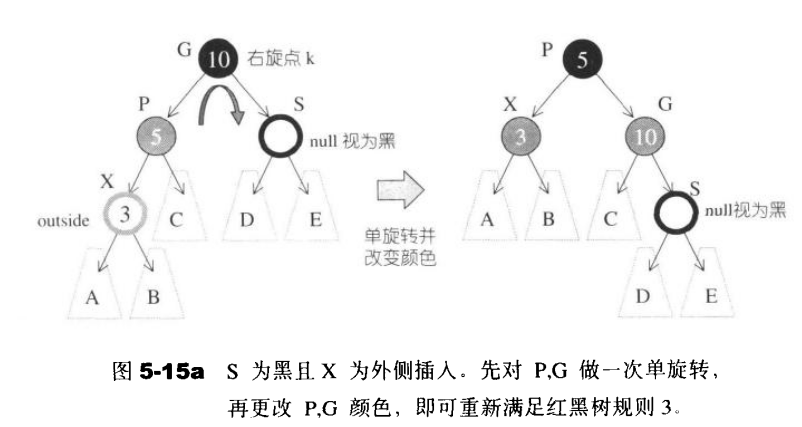 G 10 右旋点 k P 5
P S X G
5 null 视为黑 3 10
X S
outside 3 C D E A B C null视为黑
单旋转并
改变颜色
A B D E
图 5-15a S 为黑且 X 为外侧插入。先对 P,G 做一次单旋转，
再更改 P,G 颜色，即可重新满足红黑树规则 3。